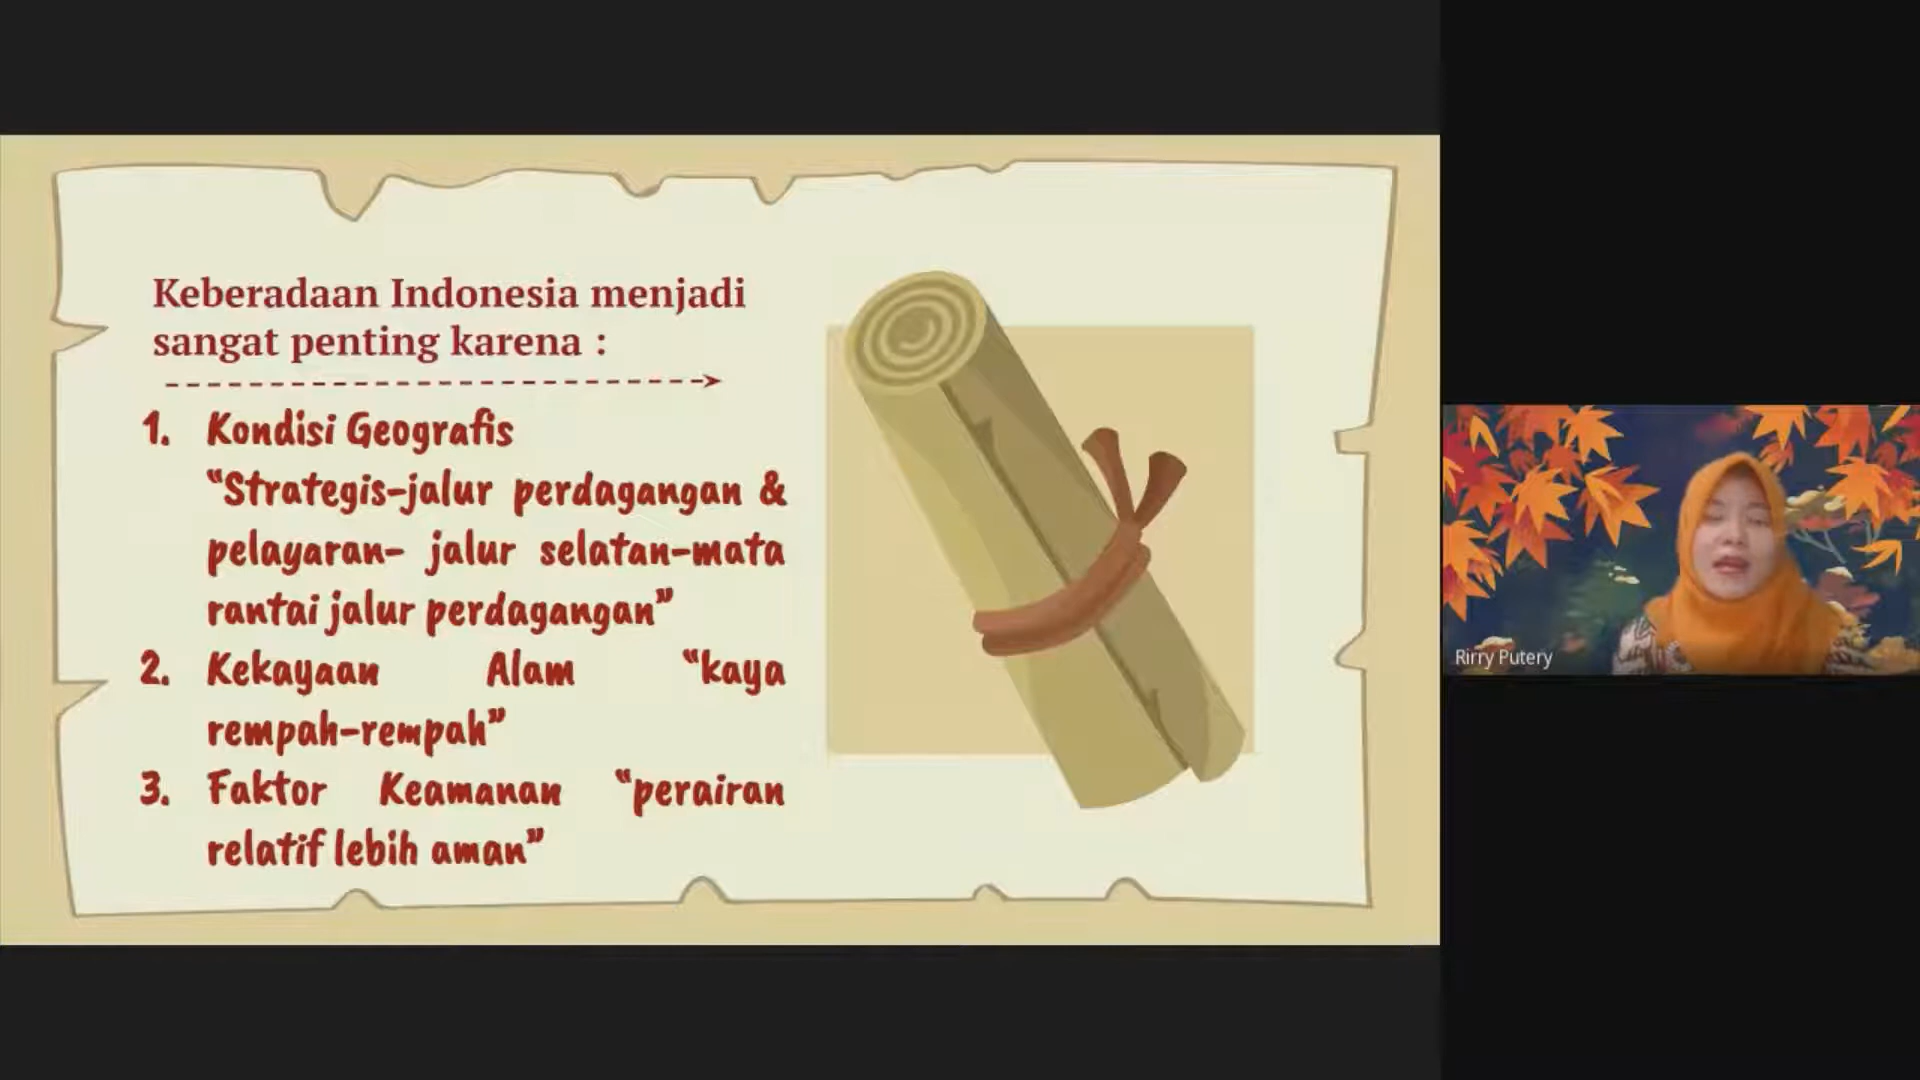 Keberadaan Indonesia menjadi
sangat penting karena :
1. Kondisi Geografis
“Strategis-jalur perdagangan &
pelayaran- jalur selatan-mata
rantai jalur perdagangan”
2. Kekayaan Alam “kaya
rempah-rempah”
3. Faktor Keamanan “perairan
relatif lebih aman”
Rirry Putery